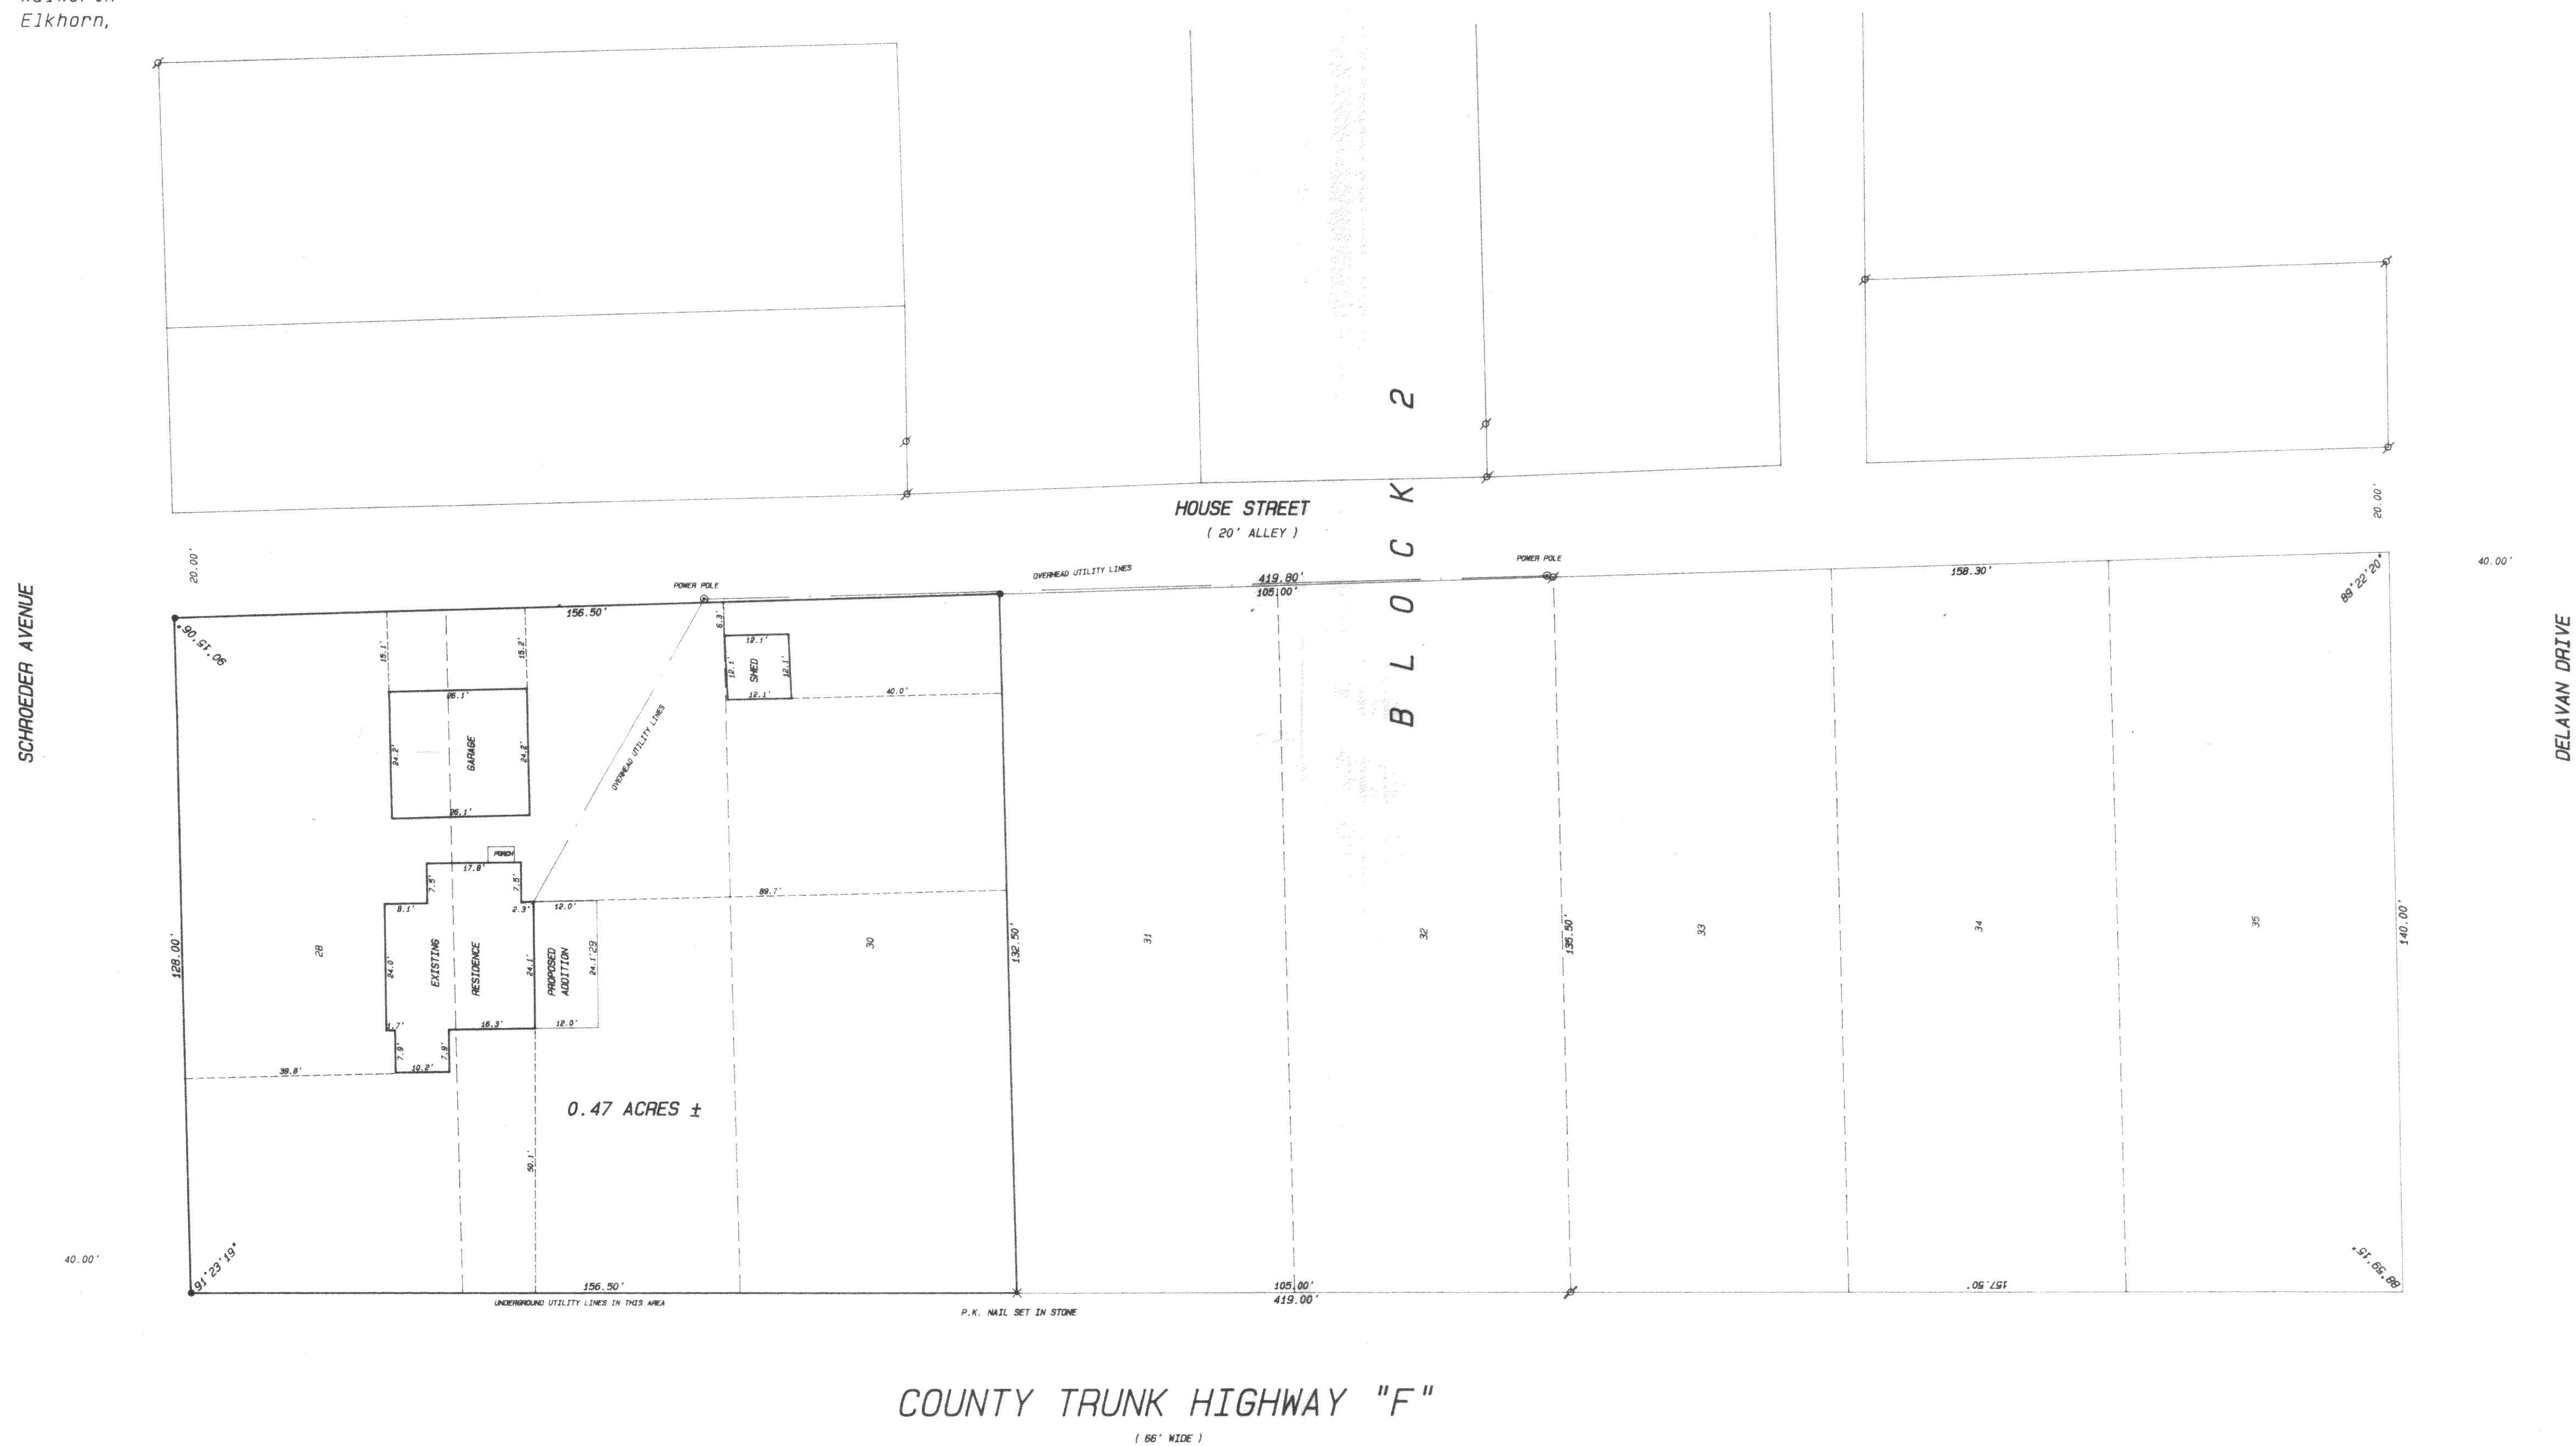 Elkhorn,
HOUSE STREET
( 20' ALLEY )
BLOCK 2
20.00'
20.00'
40.00'
SCHROEDER AVENUE
DELAVAN DRIVE
POWER POLE
OVERHEAD UTILITY LINES
POWER POLE
419.80'
105.00'
158.30'
89°22'20"
156.50'
90°15'06"
15.1'
15.2'
6.3'
12.1'
12.1'
SHED
12.1'
12.1'
40.0'
26.1'
24.2'
GARAGE
24.2'
26.1'
OVERHEAD UTILITY LINES
PORCH
17.8'
7.5'
7.5'
8.1'
2.3'
12.0'
89.7'
128.00'
28
24.0'
EXISTING
RESIDENCE
24.1'
PROPOSED
ADDITION
24.1'
29
30
132.50'
31
32
135.50'
33
34
35
140.00'
1.7'
16.3'
12.0'
7.9'
7.9'
10.2'
39.8'
0.47 ACRES ±
50.1'
40.00'
91°23'19"
156.50'
UNDERGROUND UTILITY LINES IN THIS AREA
P.K. NAIL SET IN STONE
105.00'
419.00'
157.50'
88°59'15"
COUNTY TRUNK HIGHWAY "F"
( 66' WIDE )